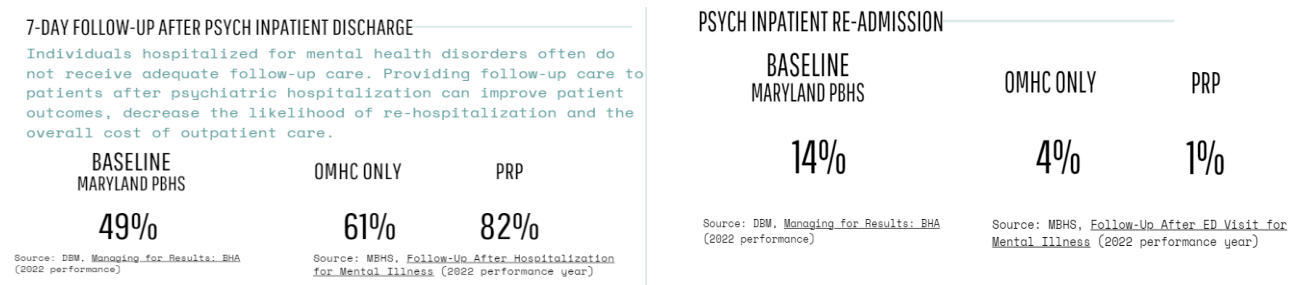 7-DAY FOLLOW-UP AFTER PSYCH INPATIENT DISCHARGE
Individuals hospitalized for mental health disorders often do
not receive adequate follow-up care. Providing follow-up care to
patients after psychiatric hospitalization can improve patient
outcomes, decrease the likelihood of re-hospitalization and the
overall cost of outpatient care.
BASELINE
MARYLAND PBHS
OMHC ONLY
PRP
49%
61%
82%
Source: DBM, Managing for Results: BHA
(2022 performance)
Source: MBHS, Follow-Up After Hospitalization
for Mental Illness (2022 performance year)
PSYCH INPATIENT RE-ADMISSION
BASELINE
MARYLAND PBHS
OMHC ONLY
PRP
14%
4%
1%
Source: DBM, Managing for Results: BHA
(2022 performance)
Source: MBHS, Follow-Up After ED Visit for
Mental Illness (2022 performance year)